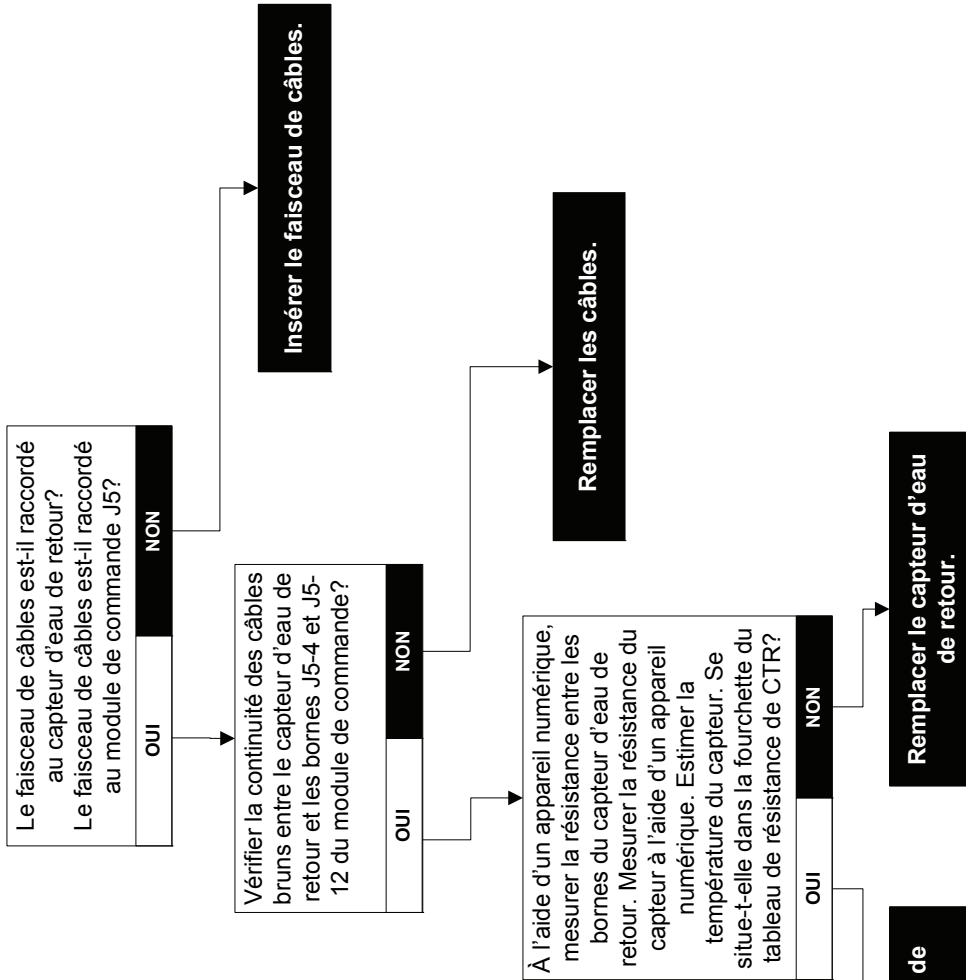 Le faisceau de câbles est-il raccordé
au capteur d'eau de retour?
Le faisceau de câbles est-il raccordé
au module de commande J5?
OUI
NON
Insérer le faisceau de câbles.
Vérifier la continuité des câbles
bruns entre le capteur d'eau de
retour et les bornes J5-4 et J5-
12 du module de commande?
OUI
NON
Remplacer les câbles.
À l'aide d'un appareil numérique,
mesurer la résistance entre les
bornes du capteur d'eau de
retour. Mesurer la résistance du
capteur à l'aide d'un appareil
numérique. Estimer la
température du capteur. Se
situe-t-elle dans la fourchette du
tableau de résistance de CTR?
OUI
NON
Remplacer le capteur d'eau
de retour.
de